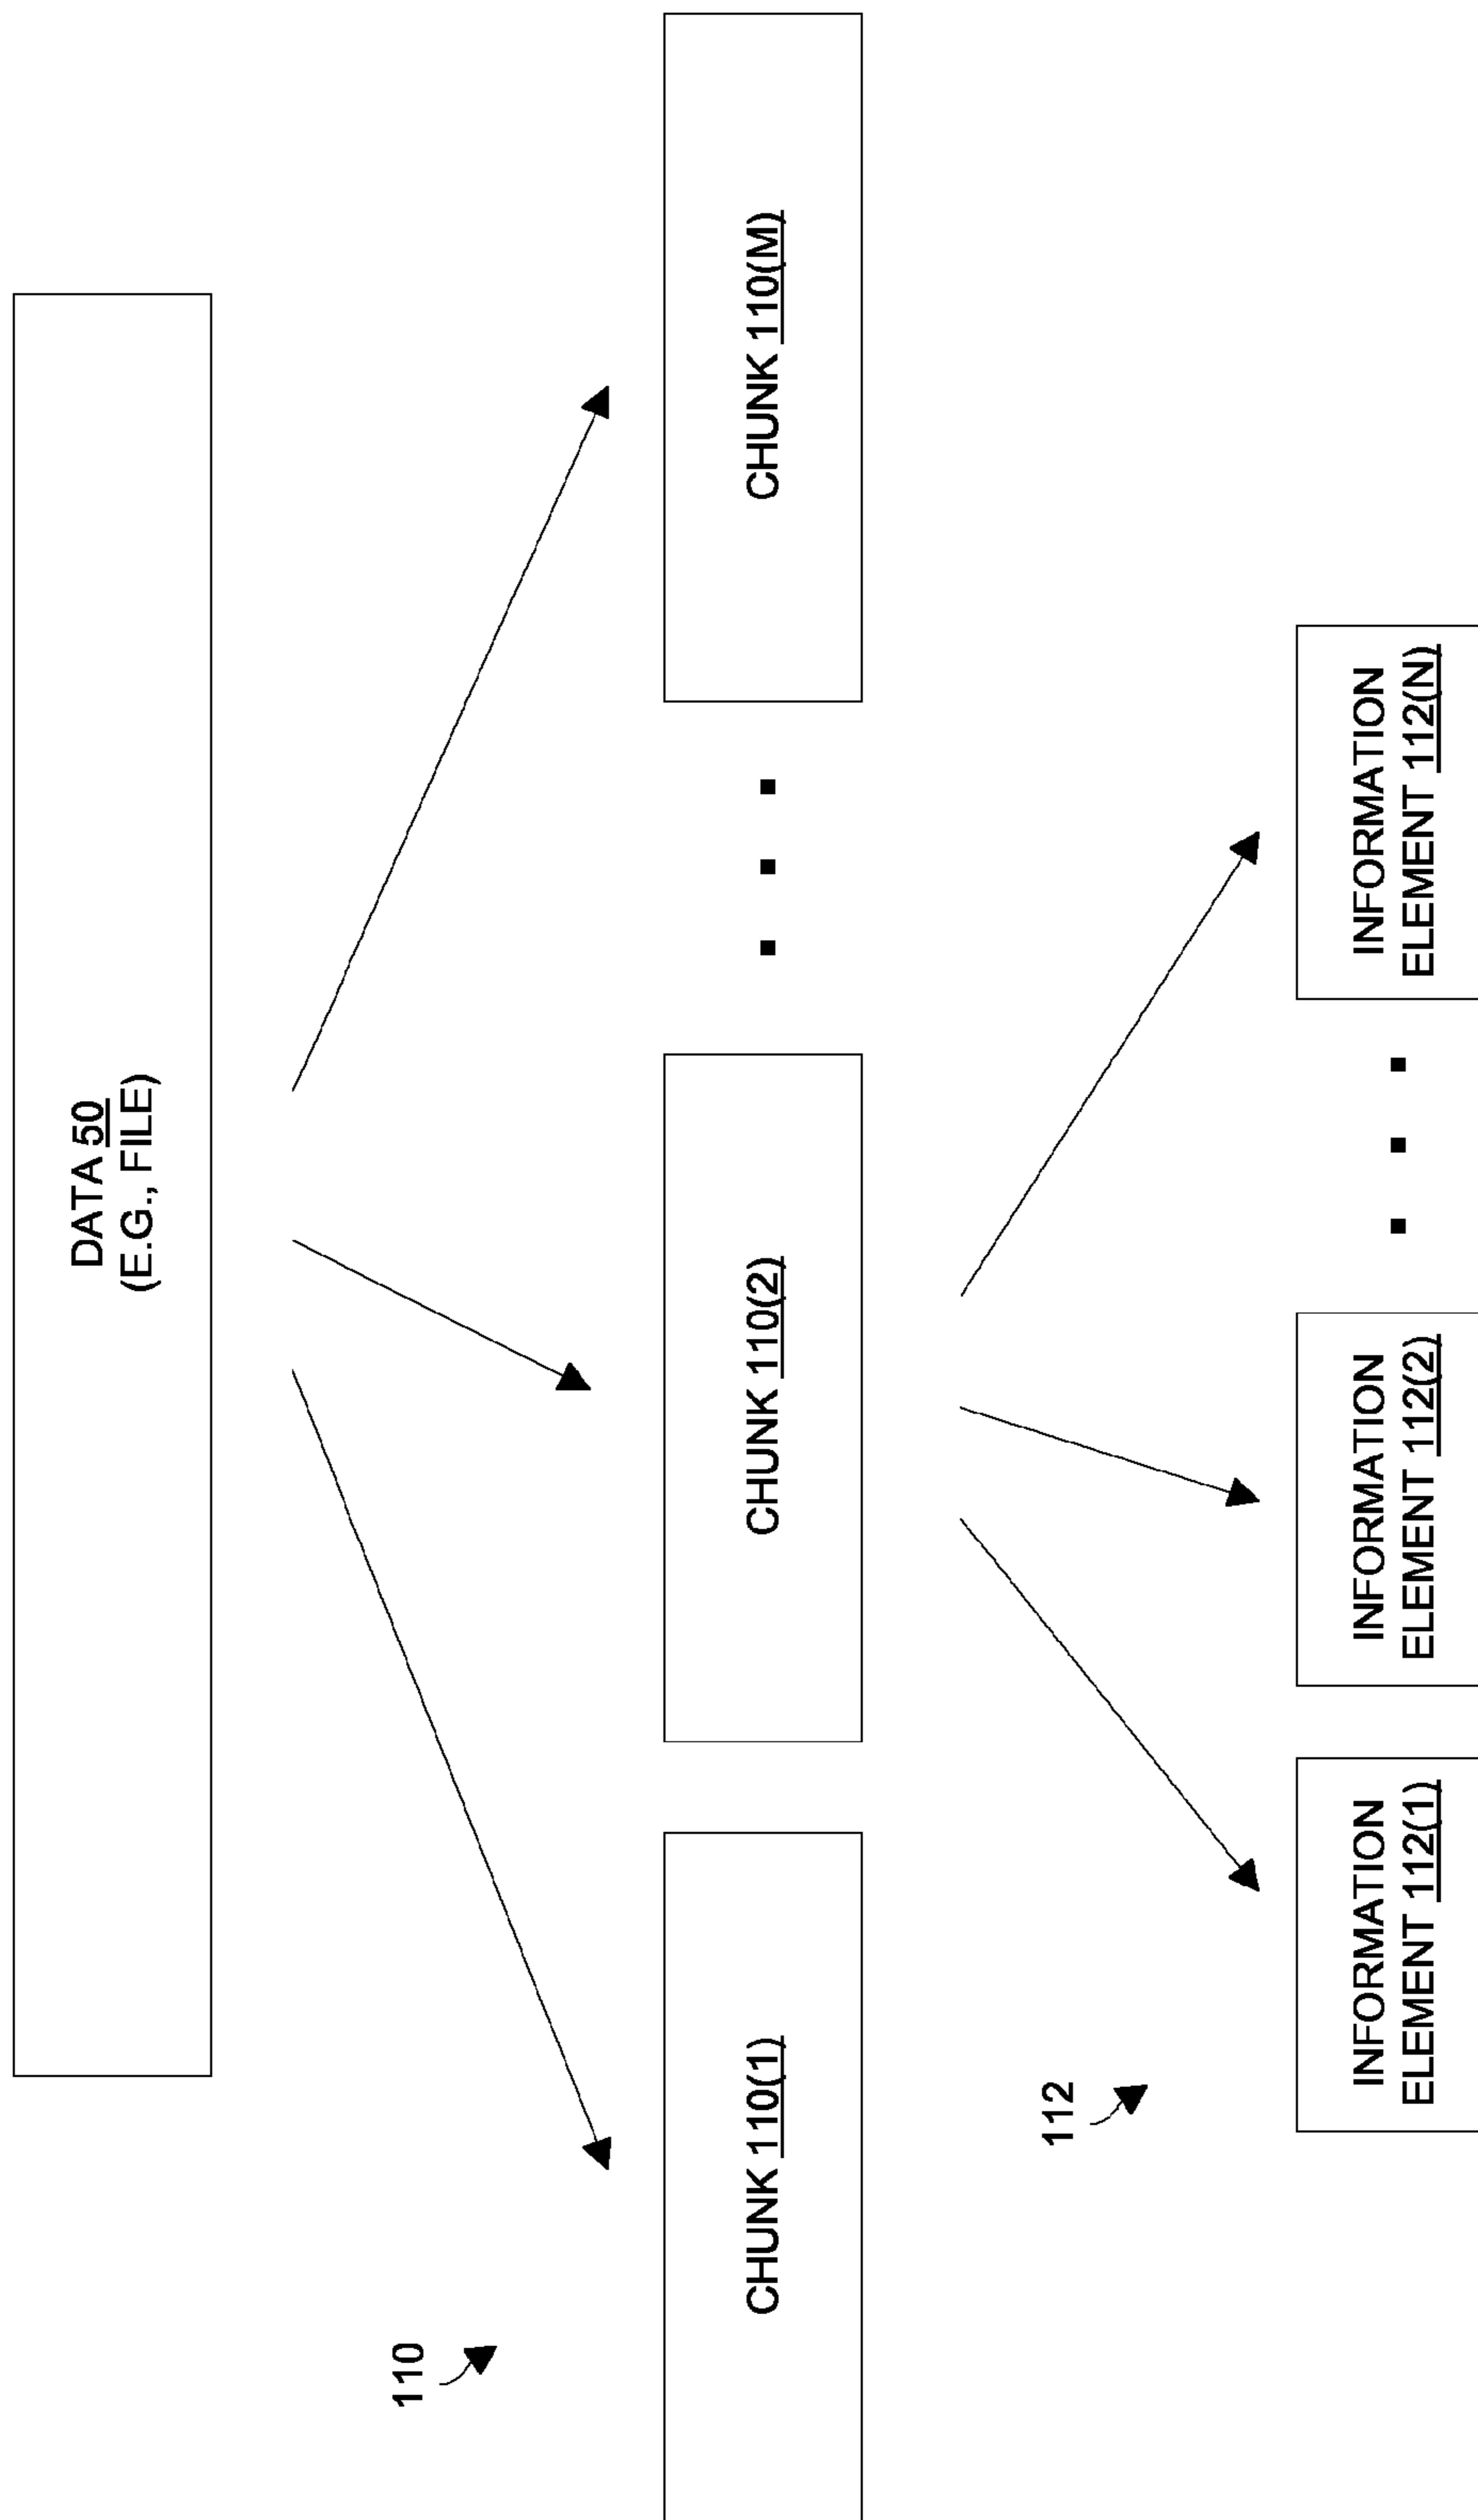 DATA 50
(E.G., FILE)
110
CHUNK 110(1)
CHUNK 110(2)
CHUNK 110(M)
112
INFORMATION
ELEMENT 112(1)
INFORMATION
ELEMENT 112(2)
INFORMATION
ELEMENT 112(N)